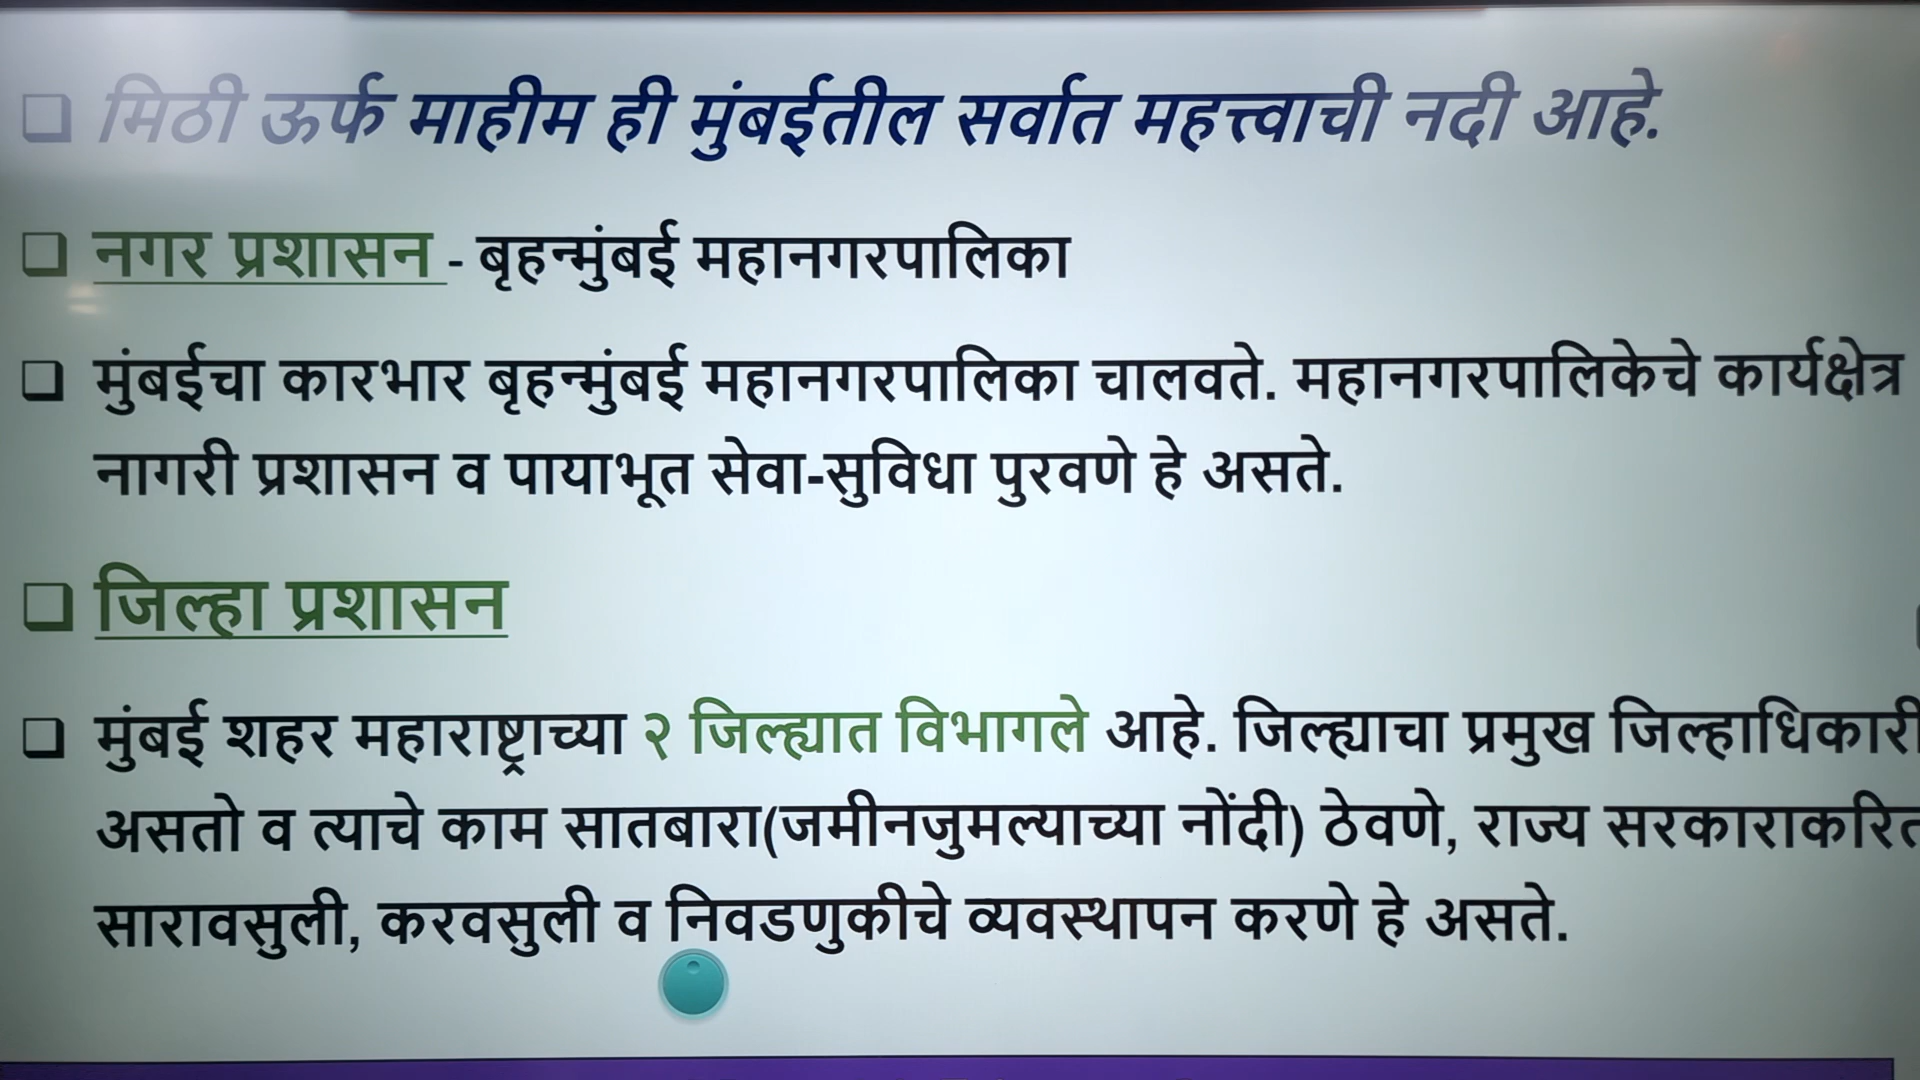 ❑ मिठी ऊर्फ माहीम ही मुंबईतील सर्वात महत्त्वाची नदी आहे.
❑ नगर प्रशासन - बृहन्मुंबई महानगरपालिका
❑ मुंबईचा कारभार बृहन्मुंबई महानगरपालिका चालवते. महानगरपालिकेचे कार्यक्षेत्र
नागरी प्रशासन व पायाभूत सेवा-सुविधा पुरवणे हे असते.
❑ जिल्हा प्रशासन
❑ मुंबई शहर महाराष्ट्राच्या २ जिल्ह्यात विभागले आहे. जिल्ह्याचा प्रमुख जिल्हाधिकारी
असतो व त्याचे काम सातबारा(जमीनजुमल्याच्या नोंदी) ठेवणे, राज्य सरकाराकरित
सारावसुली, करवसुली व निवडणुकीचे व्यवस्थापन करणे हे असते.